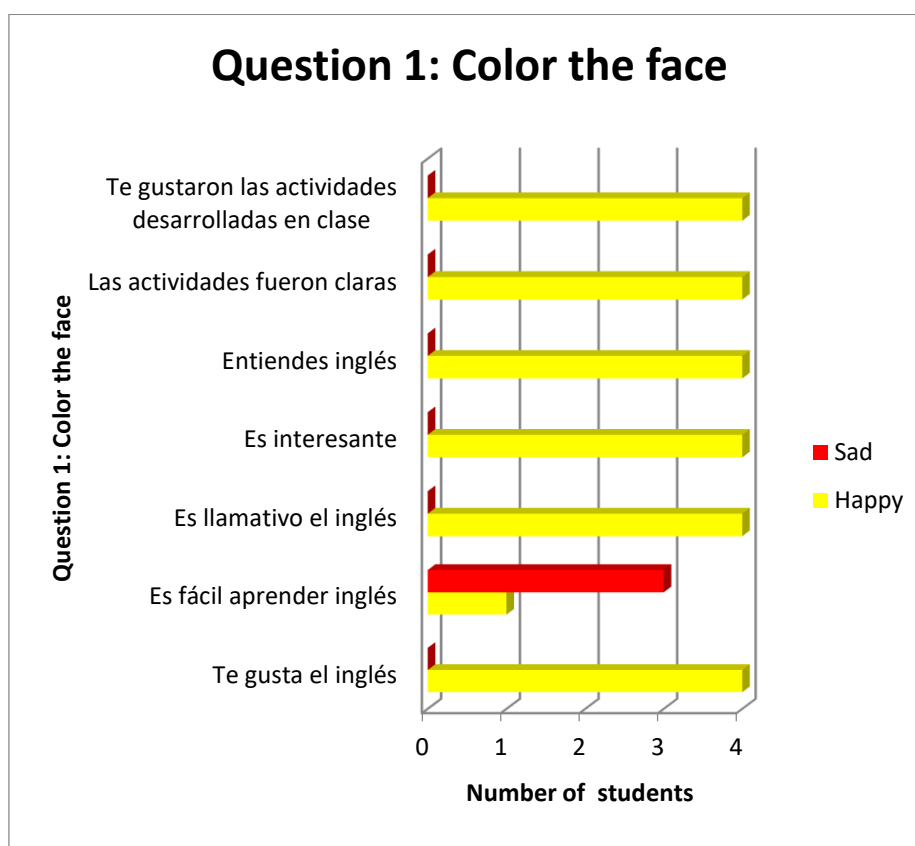 Question 1: Color the face
Question 1: Color the face
Te gustaron las actividades
desarrolladas en clase
Las actividades fueron claras
Entiendes inglés
Es interesante
Es llamativo el inglés
Es fácil aprender inglés
Te gusta el inglés
Sad
Happy
0 1 2 3 4
Number of  students